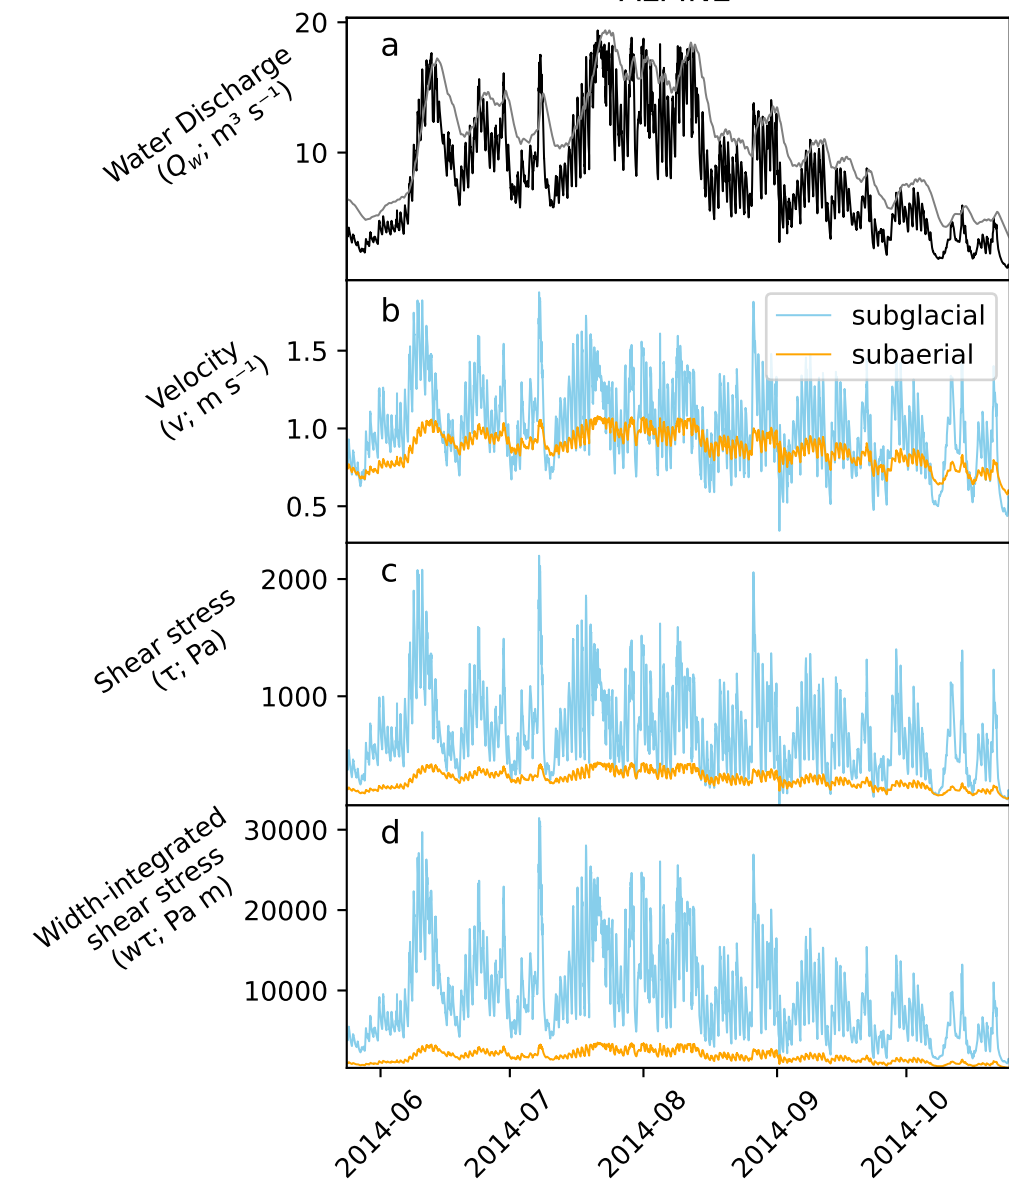 20
a
Water Discharge
(Qw; m³ s⁻¹)
10
b
subglacial
subaerial
Velocity
(v; m s⁻¹)
1.5
1.0
0.5
c
2000
Shear stress
(τ; Pa)
1000
d
30000
Width-integrated
shear stress
(wτ; Pa m)
20000
10000
2014-06
2014-07
2014-08
2014-09
2014-10